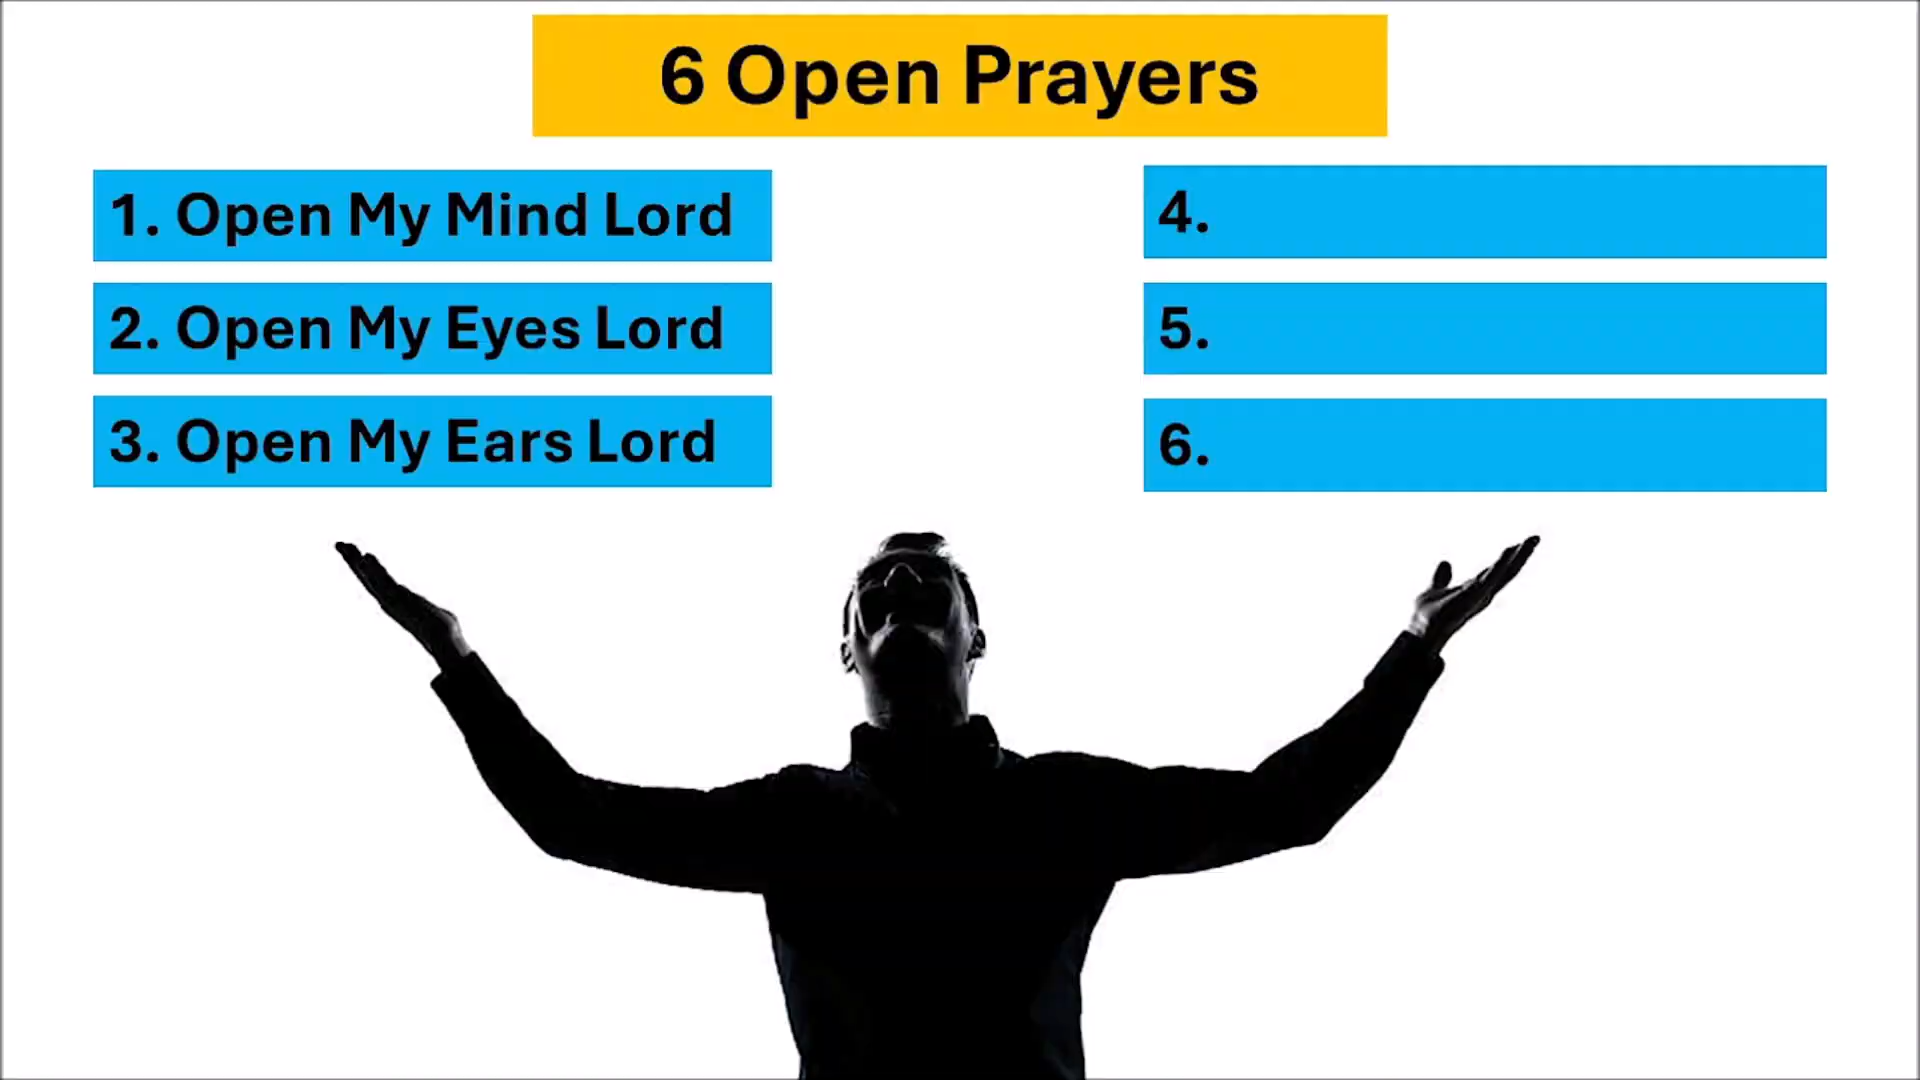 6 Open Prayers
1. Open My Mind Lord
2. Open My Eyes Lord
3. Open My Ears Lord
4.
5.
6.